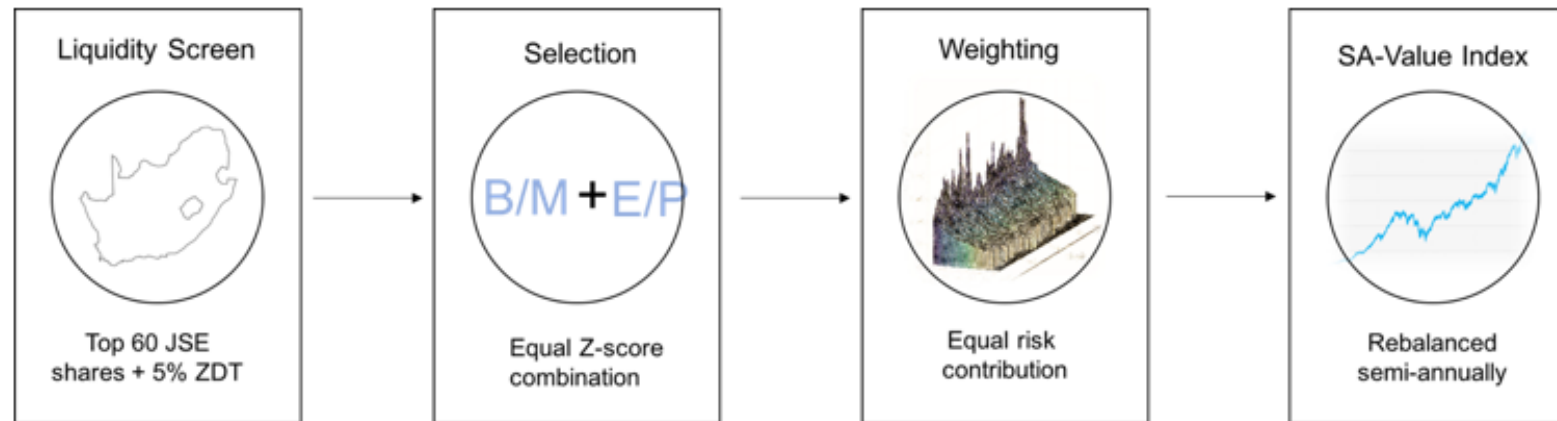 Liquidity Screen
Top 60 JSE
shares + 5% ZDT
Selection
B/M + E/P
Equal Z-score
combination
Weighting
Equal risk
contribution
SA-Value Index
Rebalanced
semi-annually